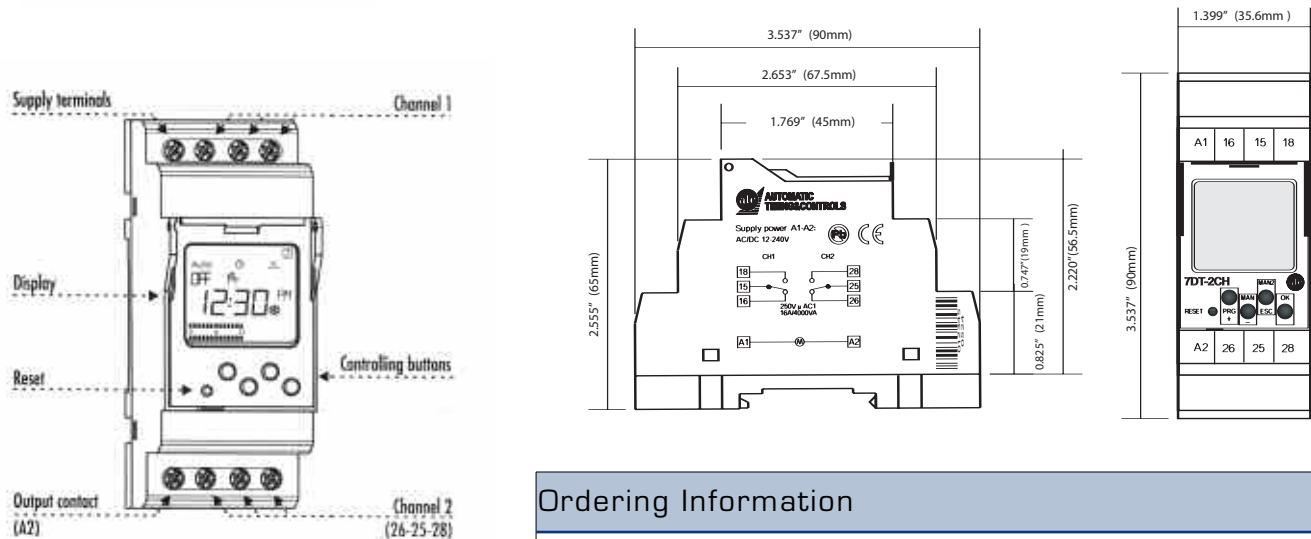 Supply terminals
Channel 1
Display
Reset
Controlling buttons
Output contact
(A2)
Channel 2
(26-25-28)
AUTO
OFF
12:30
PM
3.537" (90mm)
2.653" (67.5mm)
1.769" (45mm)
2.555" (65mm)
AUTOMATIC
TIMING&CONTROLS
Supply power A1-A2:
AC/DC 12-240V
Pb
CE
CH1
CH2
18
28
15
25
16
26
250V µ AC1
16A/4000VA
A1
M
A2
0.747"(19mm)
0.825" (21mm)
2.220"(56.5mm)
1.399" (35.6mm )
3.537" (90mm)
A1 16 15 18
7DT-2CH
MAN2
OK
RESET
PRG
+
MAN
–
ESC
A2 26 25 28
Ordering Information